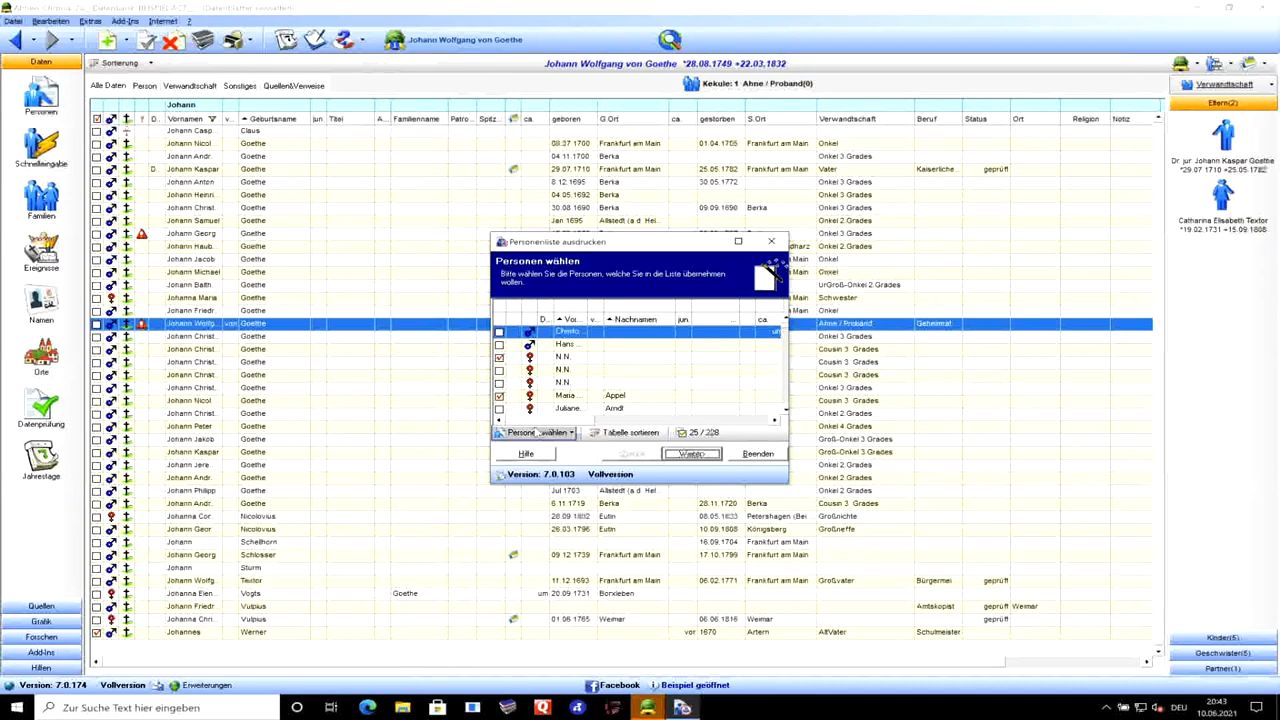 Datei Bearbeiten Extras Add-Ins Internet ?
Johann Wolfgang von Goethe
Daten
Sortierung
Johann Wolfgang von Goethe *28.08.1749 +22.03.1832
Verwandtschaft
Alle Daten Person Verwandtschaft Sonstiges Quellen&Verweise
Kekule: 1 Ahne / Proband(0)
Eltern(2)
Johann
! D.. Vornamen v... Geburtsname jun Titel A... Familienname Patro.. Spitz.. ca. geboren G.Ort ca. gestorben S.Ort Verwandtschaft Beruf Status Ort Religion Notiz
Johann Casp. Claus
Johann Nicol Goethe 08.37 1700 Frankfurt am Main 01.04.1765 Frankfurt am Main Onkel
Johann Andr. Goethe 04.11.1700 Berka Onkel 3.Grades
Johann Kaspar D. Goethe 29.07.1710 Frankfurt am Main 25.05.1782 Frankfurt am Main Vater Kaiserliche... geprüft
Johann Anton Goethe 8.12.1695 Berka 30.05.1772 Onkel 3 Grades
Johann Heinri.. Goethe 04.05.1692 Berka Onkel 3 Grades
Johann Christ. Goethe 30.08.1690 Berka 09.09.1690 Berka Onkel 3 Grades
Johann Samuel Goethe Jan 1695 Allstedt (a d Hei... Onkel 2.Grades
Johann Georg Goethe Onkel 3.Grades
Johann Haub.. Goethe Onkel 2 Grades
Johann Jacob Goethe Onkel
Johann Michael Goethe Onkel
Johann Barth. Goethe UrGroß-Onkel 2.Grades
Johanna Maria Goethe Schwester
Johann Friedr Goethe Onkel 3 Grades
Johann Wolfg.. von Goethe Ahne / Proband Geheimrat
Johann Christ.. Goethe Cousin 3 Grades
Johann Christ.. Goethe Onkel 3 Grades
Johann Christ.. Goethe Cousin 3 Grades
Johann Christ.. Goethe Cousin 3 Grades
Johann Christ.. Goethe Onkel 3 Grades
Johann Nicol Goethe Cousin 3. Grades
Johann Christ.. Goethe Onkel 2.Grades
Johann Peter Goethe Onkel 4 Grades
Johann Jakob Goethe Groß-Onkel 3.Grades
Johann Kaspar Goethe Groß-Onkel 3.Grades
Johann Jere. Goethe Onkel 2 Grades
Johann Andr. Goethe Onkel 3.Grades
Johann Philipp Goethe Jul 1703 Allstedt (a d Hei... Onkel 2 Grades
Johann Andr. Goethe 6.11 1719 Berka 28.11 1720 Berka Cousin 3 Grades
Johanna Cor. Nicolovius Eutin Petershagen (Bei Großnichte
Johann Geor. Nicolovius 26.03.1796 Eutin 10.09.1808 Königsberg Großneffe
Johann Schellhorn 16.09.1704 Frankfurt am Main
Johann Georg Schlosser 09 12 1739 Frankfurt am Main 17.10.1799 Frankfurt am Main
Johann Sturm
Johann Wolfg Textor 11.12.1693 Frankfurt am Main 06.02.1771 Frankfurt am Main Großvater Bürgermei geprüft
Johanna Elen.. Vogts Goethe um 20.09 1731 Borxleben
Johann Friedr Vulpius Amtskopist geprüft Weimar
Johanna Chri. Vulpius 01 06 1765 Weimar 06 06 1816 Weimar
Johannes Werner vor 1670 Artern AltVater Schulmeister
Personen
Schnelleingabe
Familien
Ereignisse
Namen
Orte
Datenprüfung
Jahrestage
Quellen
Grafik
Forschen
Add-Ins
Hilfen
Personenliste ausdrucken
Personen wählen
Bitte wählen Sie die Personen, welche Sie in die Liste übernehmen
wollen.
D... Vor... v... Nachnamen jun. ... ca.
Christo.. um
Hans ...
N.N.
N.N.
N.N
Maria ... Appel
Juliane. Arndt
Personen wählen Tabelle sortieren 25 / 228
Hilfe Weiter> Beenden
Version: 7.0.103 Vollversion
Dr. jur. Johann Kaspar Goethe
*29.07 1710 +25.05.1782
Catharina Elisabeth Textor
*19.02 1731 +15.09 1808
Kinder(5)
Geschwister(5)
Partner(1)
Version: 7.0.174 Vollversion Erweiterungen Facebook Beispiel geöffnet
Zur Suche Text hier eingeben
DEU
20:43
10.06.2021